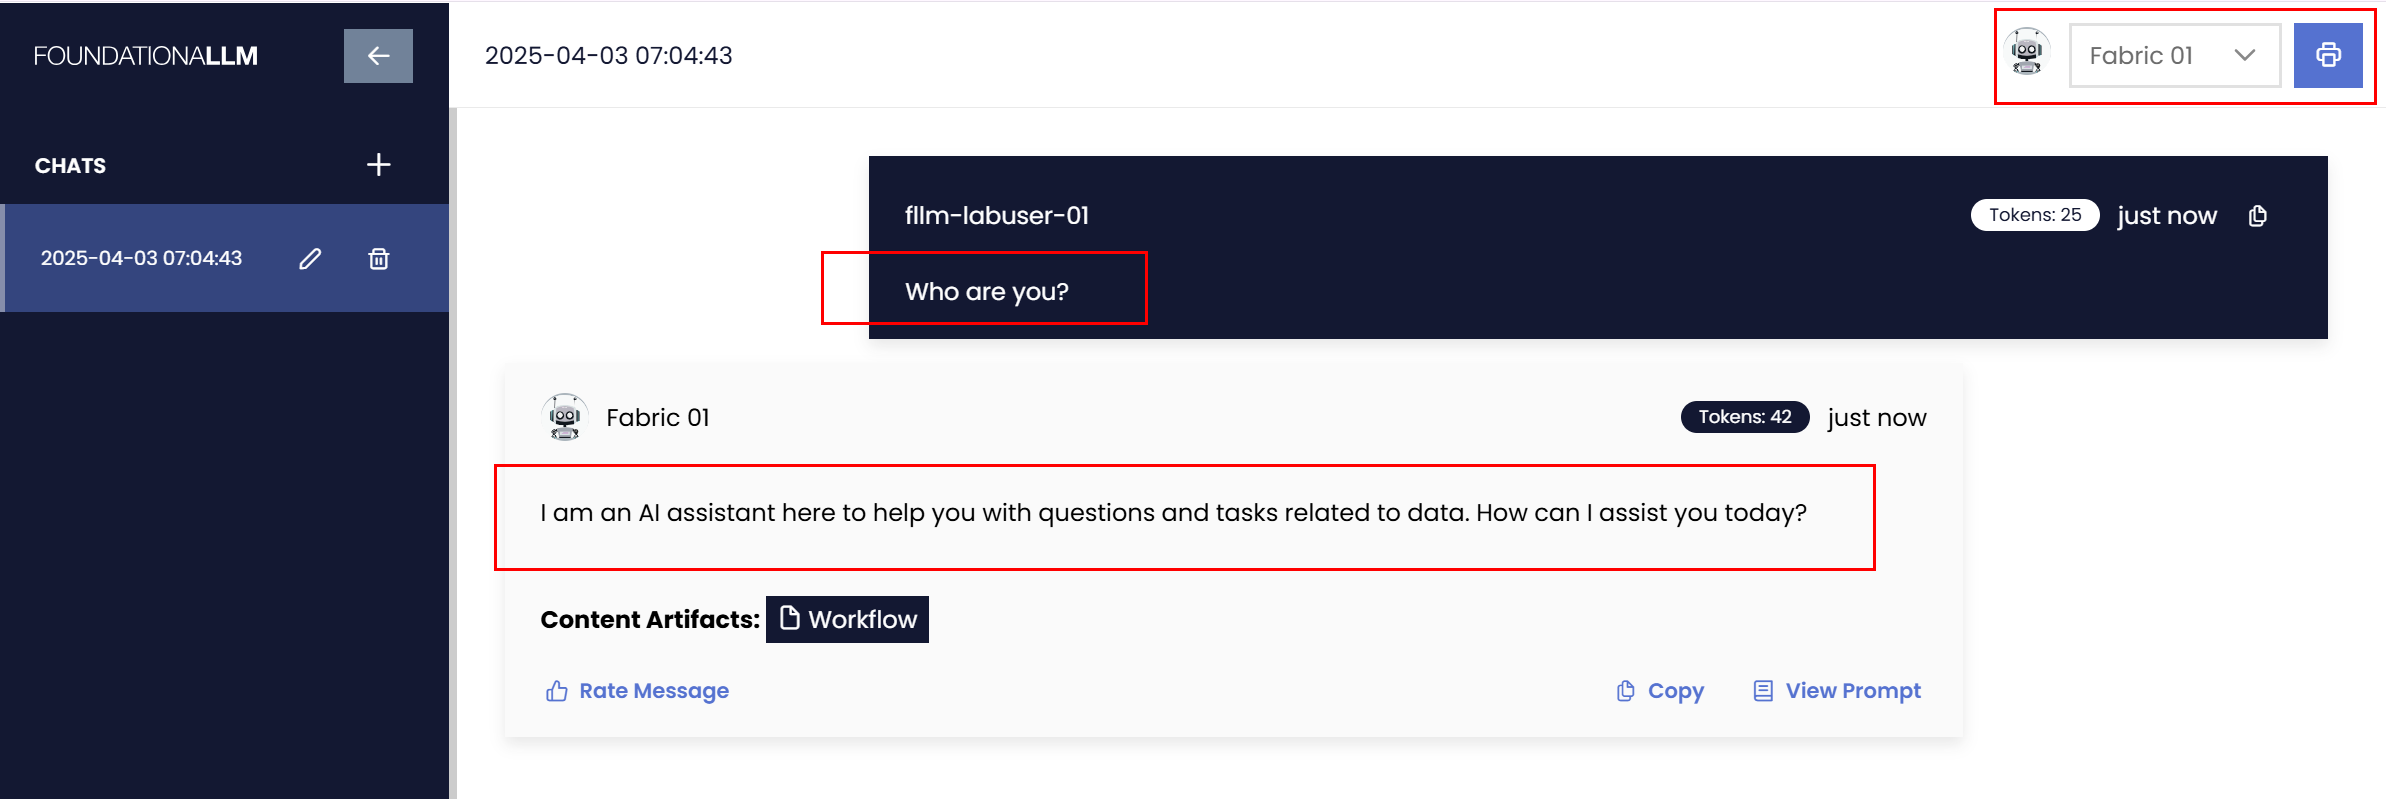 FOUNDATIONALLM
2025-04-03 07:04:43
Fabric 01
CHATS
2025-04-03 07:04:43
fllm-labuser-01
Tokens: 25
just now
Who are you?
Fabric 01
Tokens: 42
just now
I am an AI assistant here to help you with questions and tasks related to data. How can I assist you today?
Content Artifacts: Workflow
Rate Message
Copy
View Prompt